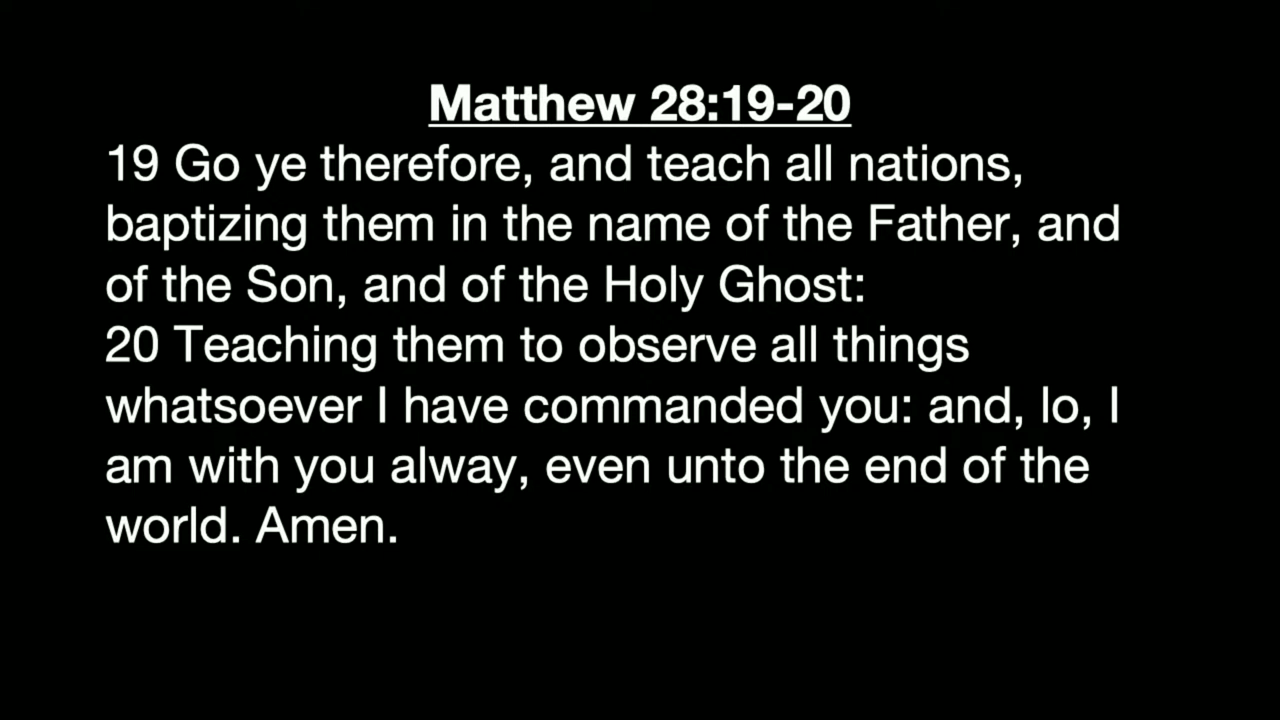 Matthew 28:19-20
19 Go ye therefore, and teach all nations,
baptizing them in the name of the Father, and
of the Son, and of the Holy Ghost:
20 Teaching them to observe all things
whatsoever I have commanded you: and, lo, I
am with you alway, even unto the end of the
world. Amen.